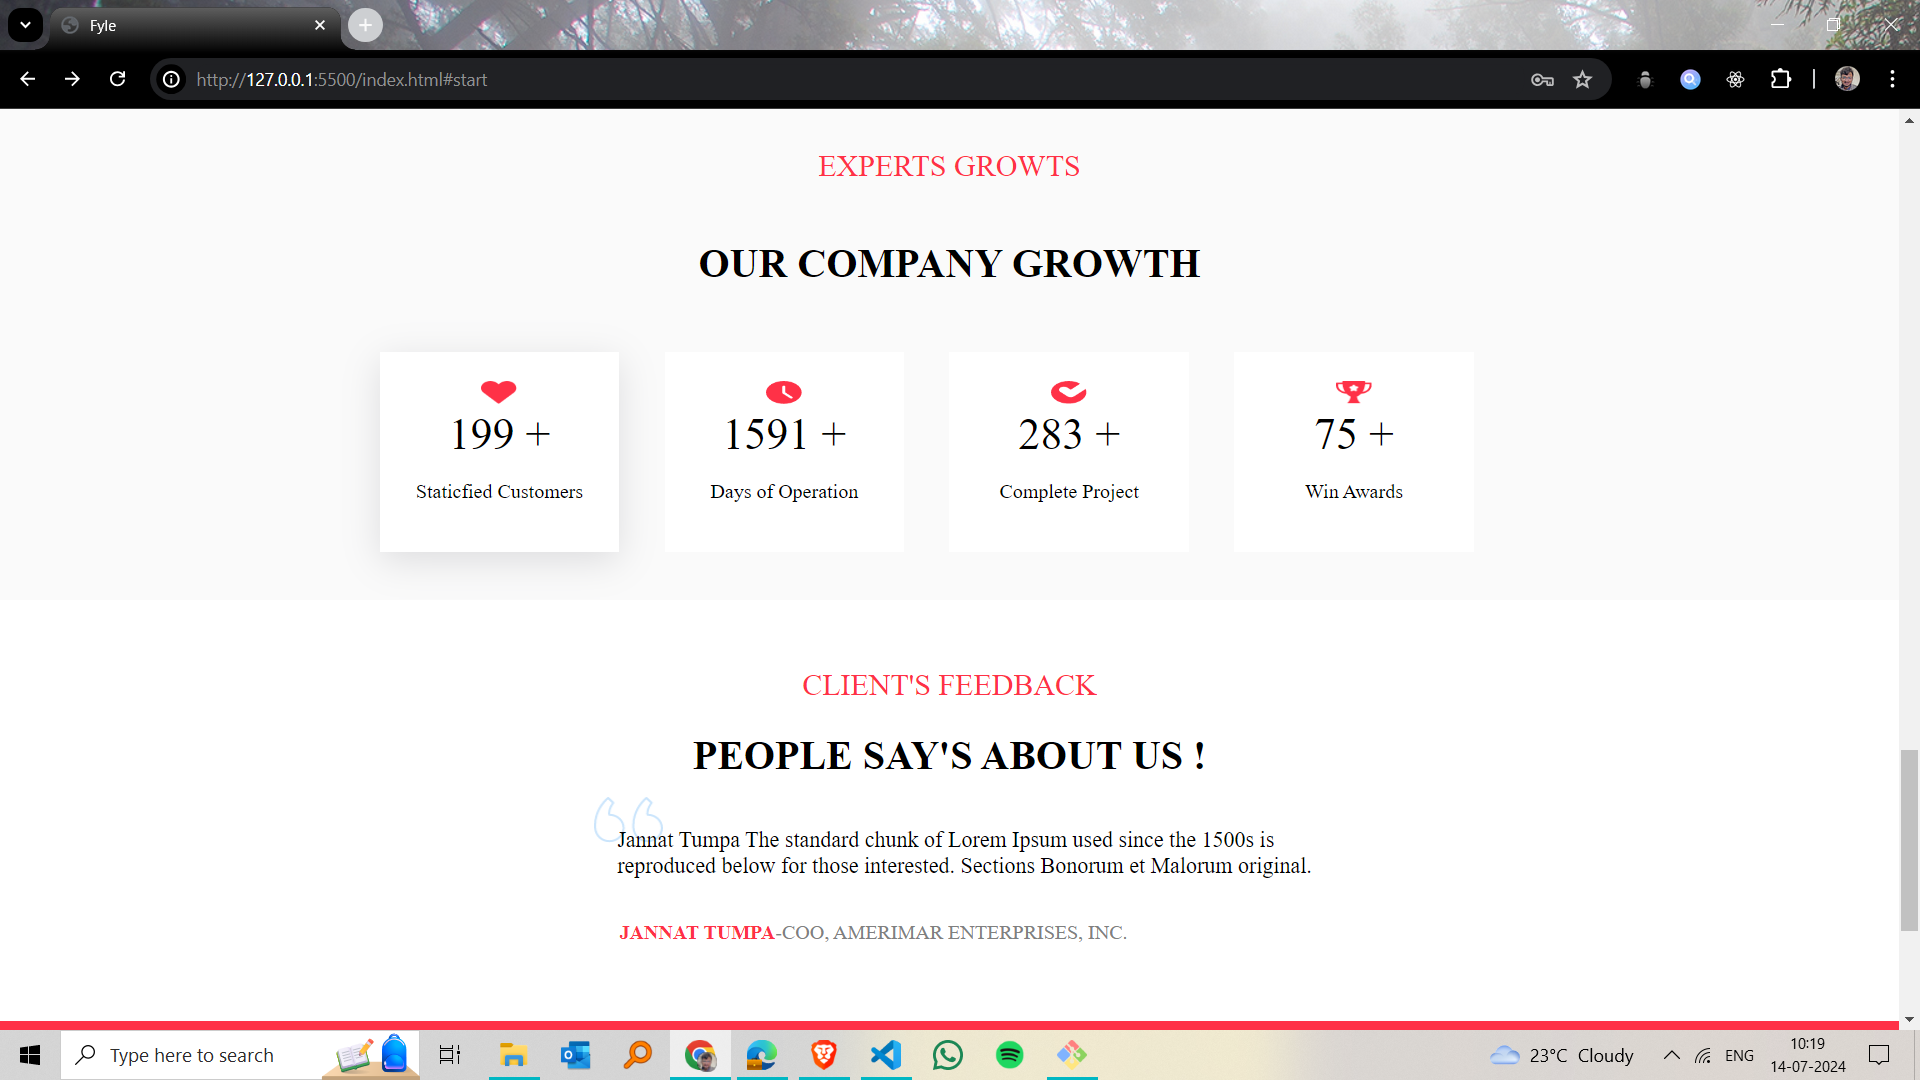 Fyle
http://127.0.0.1:5500/index.html#start
EXPERTS GROWTS
OUR COMPANY GROWTH
199 +
Staticfied Customers
1591 +
Days of Operation
283 +
Complete Project
75 +
Win Awards
CLIENT'S FEEDBACK
PEOPLE SAY'S ABOUT US !
“
Jannat Tumpa The standard chunk of Lorem Ipsum used since the 1500s is
reproduced below for those interested. Sections Bonorum et Malorum original.
JANNAT TUMPA-COO, AMERIMAR ENTERPRISES, INC.
Type here to search
23°C Cloudy
ENG
10:19
14-07-2024